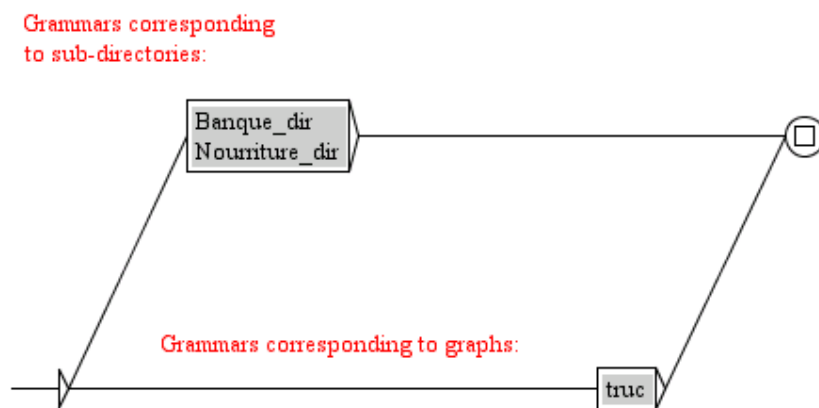 Grammars corresponding
to sub-directories:
Banque_dir
Nourriture_dir
Grammars corresponding to graphs:
truc